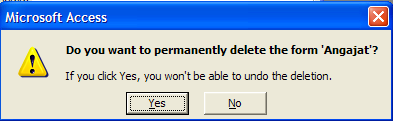 Microsoft Access
Do you want to permanently delete the form 'Angajat'?
If you click Yes, you won't be able to undo the deletion.
Yes
No